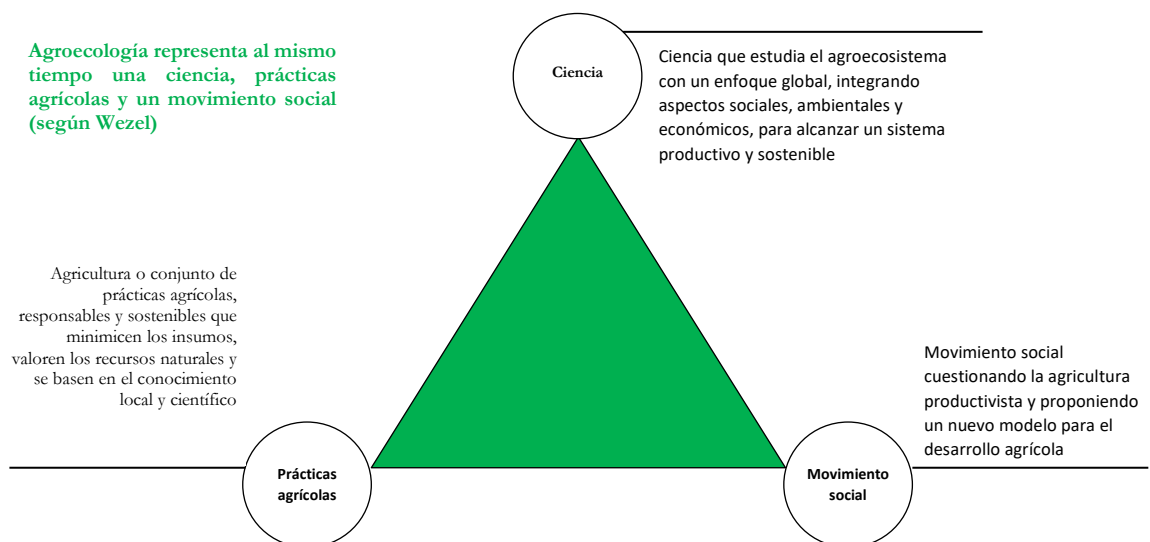 Agroecología representa al mismo
tiempo una ciencia, prácticas
agrícolas y un movimiento social
(según Wezel)
Ciencia
Ciencia que estudia el agroecosistema
con un enfoque global, integrando
aspectos sociales, ambientales y
económicos, para alcanzar un sistema
productivo y sostenible
Agricultura o conjunto de
prácticas agrícolas,
responsables y sostenibles que
minimicen los insumos,
valoren los recursos naturales y
se basen en el conocimiento
local y científico
Movimiento social
cuestionando la agricultura
productivista y proponiendo
un nuevo modelo para el
desarrollo agrícola
Prácticas
agrícolas
Movimiento
social